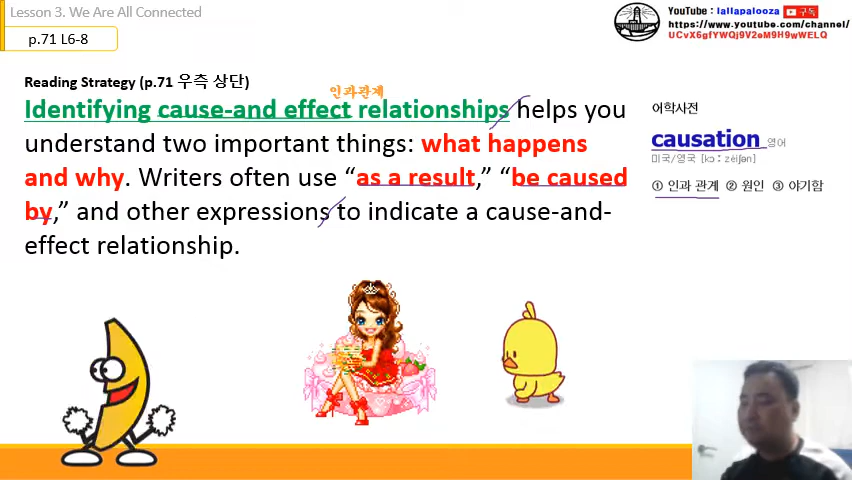 Lesson 3. We Are All Connected
p.71 L6-8
YouTube : lallapalooza 구독
https://www.youtube.com/channel/
UCvX6gfYWQj9V2eM9H9wWELQ
Reading Strategy (p.71 우측 상단)
인과관계
Identifying cause-and effect relationships helps you
understand two important things: what happens
and why. Writers often use “as a result,” “be caused
by,” and other expressions to indicate a cause-and-
effect relationship.
어학사전
causation 영어
미국/영국 [kɔːzéiʃən]
① 인과 관계 ② 원인 ③ 야기함